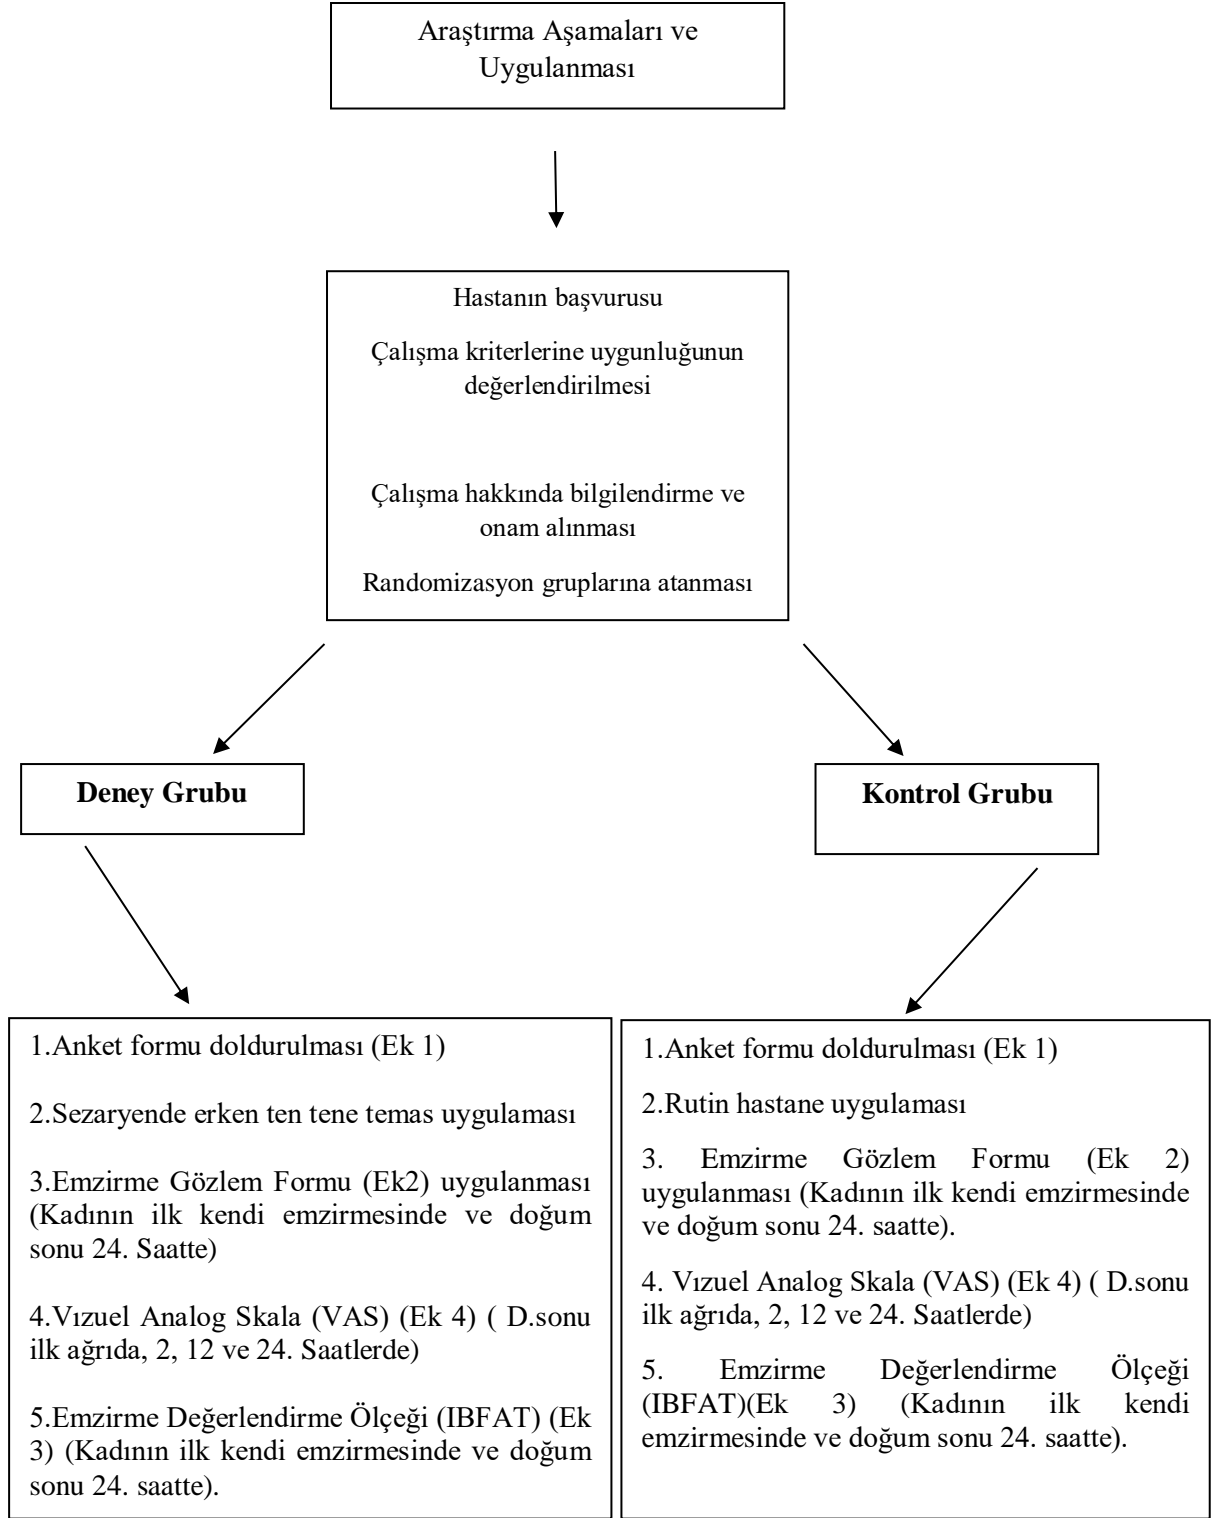 Araştırma Aşamaları ve
Uygulanması
Hastanın başvurusu
Çalışma kriterlerine uygunluğunun
değerlendirilmesi
Çalışma hakkında bilgilendirme ve
onam alınması
Randomizasyon gruplarına atanması
Deney Grubu
Kontrol Grubu
1.Anket formu doldurulması (Ek 1)
2.Sezaryende erken ten tene temas uygulaması
3.Emzirme Gözlem Formu (Ek2) uygulanması
(Kadının ilk kendi emzirmesinde ve doğum
sonu 24. Saatte)
4.Vızuel Analog Skala (VAS) (Ek 4) ( D.sonu
ilk ağrıda, 2, 12 ve 24. Saatlerde)
5.Emzirme Değerlendirme Ölçeği (IBFAT) (Ek
3) (Kadının ilk kendi emzirmesinde ve doğum
sonu 24. saatte).
1.Anket formu doldurulması (Ek 1)
2.Rutin hastane uygulaması
3. Emzirme Gözlem Formu (Ek 2)
uygulanması (Kadının ilk kendi emzirmesinde
ve doğum sonu 24. saatte).
4. Vızuel Analog Skala (VAS) (Ek 4) ( D.sonu
ilk ağrıda, 2, 12 ve 24. Saatlerde)
5. Emzirme Değerlendirme Ölçeği
(IBFAT)(Ek 3) (Kadının ilk kendi
emzirmesinde ve doğum sonu 24. saatte).